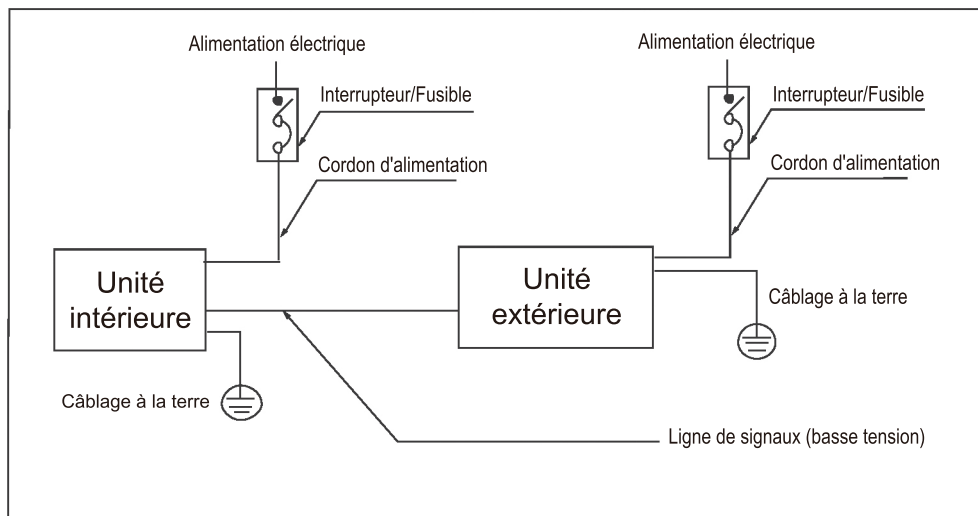 Alimentation électrique
Alimentation électrique
Interrupteur/Fusible
Interrupteur/Fusible
Cordon d'alimentation
Cordon d'alimentation
Unité
intérieure
Unité
extérieure
Câblage à la terre
Câblage à la terre
Ligne de signaux (basse tension)